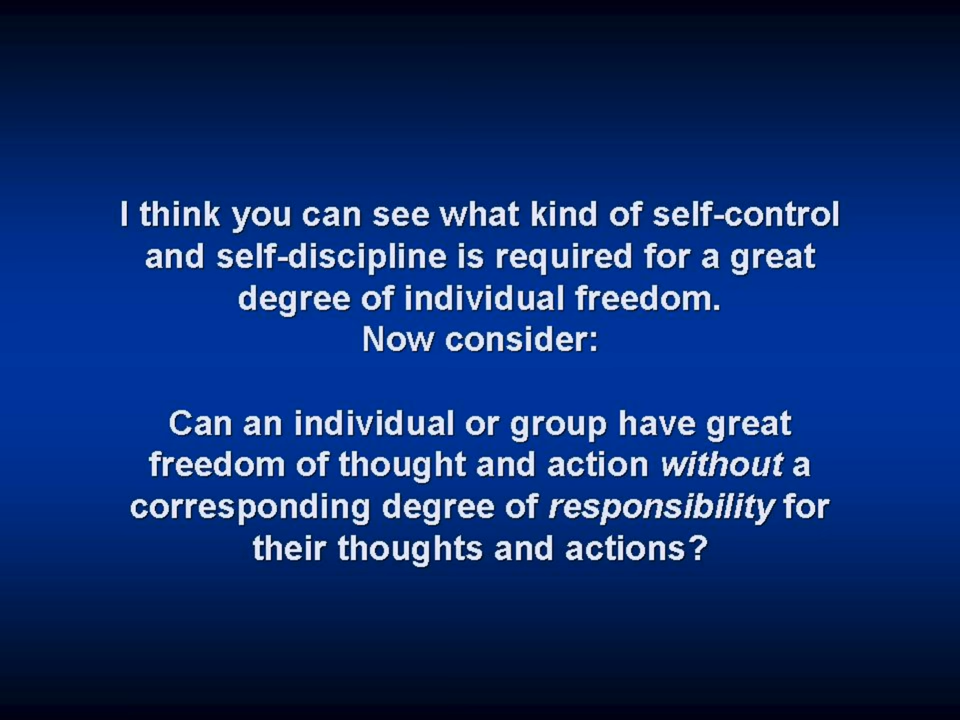 I think you can see what kind of self-control
and self-discipline is required for a great
degree of individual freedom.
Now consider:
Can an individual or group have great
freedom of thought and action without a
corresponding degree of responsibility for
their thoughts and actions?